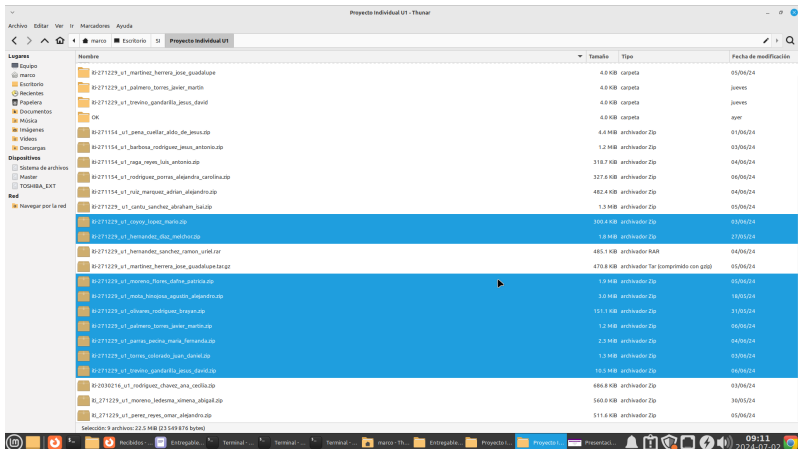 Proyecto Individual U1 - Thunar
Archivo Editar Ver Ir Marcadores Ayuda
marco Escritorio SI Proyecto Individual U1
Lugares
Equipo
marco
Escritorio
Recientes
Papelera
Documentos
Música
Imágenes
Vídeos
Descargas
Dispositivos
Sistema de archivos
Master
TOSHIBA_EXT
Red
Navegar por la red
Nombre Tamaño Tipo Fecha de modificación
iti-271229_u1_martinez_herrera_jose_guadalupe 4.0 KiB carpeta 05/06/24
iti-271229_u1_palmero_torres_javier_martin 4.0 KiB carpeta jueves
iti-271229_u1_trevino_gandarilla_jesus_david 4.0 KiB carpeta jueves
OK 4.0 KiB carpeta ayer
iti-271154_u1_pena_cuellar_aldo_de_jesus.zip 4.4 MiB archivador Zip 01/06/24
iti-271154_u1_barbosa_rodriguez_jesus_antonio.zip 1.2 MiB archivador Zip 03/06/24
iti-271154_u1_raga_reyes_luis_antonio.zip 318.7 KiB archivador Zip 04/06/24
iti-271154_u1_rodriguez_porras_alejandra_carolina.zip 327.6 KiB archivador Zip 06/06/24
iti-271154_u1_ruiz_marquez_adrian_alejandro.zip 482.4 KiB archivador Zip 04/06/24
iti-271229_ u1_cantu_sanchez_abraham_isai.zip 1.3 MiB archivador Zip 05/06/24
iti-271229_u1_coyoy_lopez_mario.zip 300.4 KiB archivador Zip 03/06/24
iti-271229_u1_hernandez_diaz_melchor.zip 1.8 MiB archivador Zip 27/05/24
iti-271229_u1_hernandez_sanchez_ramon_uriel.rar 485.1 KiB archivador RAR 04/06/24
iti-271229_u1_martinez_herrera_jose_guadalupe.tar.gz 470.8 KiB archivador Tar (comprimido con gzip) 05/06/24
iti-271229_u1_moreno_flores_dafne_patricia.zip 1.9 MiB archivador Zip 05/06/24
iti-271229_u1_mota_hinojosa_agustin_alejandro.zip 3.0 MiB archivador Zip 18/05/24
iti-271229_u1_olivares_rodriguez_brayan.zip 151.1 KiB archivador Zip 31/05/24
iti-271229_u1_palmero_torres_javier_martin.zip 1.2 MiB archivador Zip 06/06/24
iti-271229_u1_parras_pecina_maria_fernanda.zip 2.3 MiB archivador Zip 04/06/24
iti-271229_u1_torres_colorado_juan_daniel.zip 1.3 MiB archivador Zip 03/06/24
iti-271229_u1_trevino_gandarilla_jesus_david.zip 10.5 MiB archivador Zip 06/06/24
iti-2030216_u1_rodriguez_chavez_ana_cecilia.zip 686.8 KiB archivador Zip 03/06/24
iti_271229_u1_moreno_ledesma_ximena_abigail.zip 560.0 KiB archivador Zip 30/05/24
iti_271229_u1_perez_reyes_omar_alejandro.zip 511.6 KiB archivador Zip 05/06/24
Selección: 9 archivos: 22.5 MiB (23 549 876 bytes)
Recibidos - ... Entregable... Terminal - ... Terminal - ... Terminal - ... marco - Th... Entregable... Proyecto I... Proyecto I... Presentaci... 09:11
2024-07-02